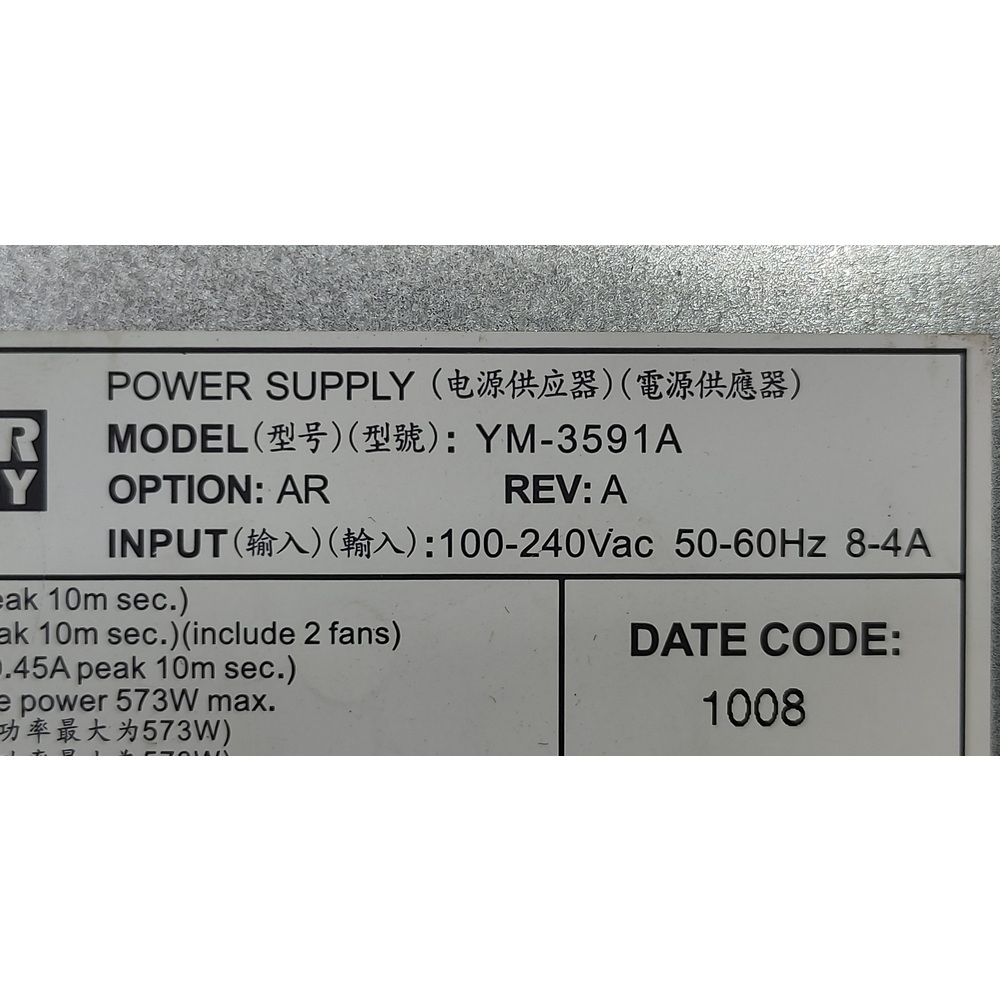 POWER SUPPLY (电源供应器)(電源供應器)
MODEL(型号)(型號): YM-3591A
OPTION: AR REV: A
INPUT(输入)(輸入):100-240Vac 50-60Hz 8-4A
R
Y
10m sec.)
10m sec.)(include 2 fans)
.45A peak 10m sec.)
power 573W max.
功率最大为573W)
DATE CODE:
1008